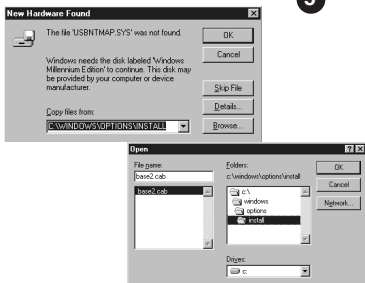 New Hardware Found
The file 'USBNTMAP.SYS' was not found.
OK
Cancel
Windows needs the disk labeled 'Windows
Millennium Edition' to continue. This disk may
be provided by your computer or device
manufacturer.
Skip File
Details...
Copy files from:
C:\WINDOWS\OPTIONS\INSTALL
Browse...
Open
File name:
base2.cab
base2.cab
Folders:
c:\windows\options\install
c:\
windows
options
install
Drives:
c:
OK
Cancel
Network...